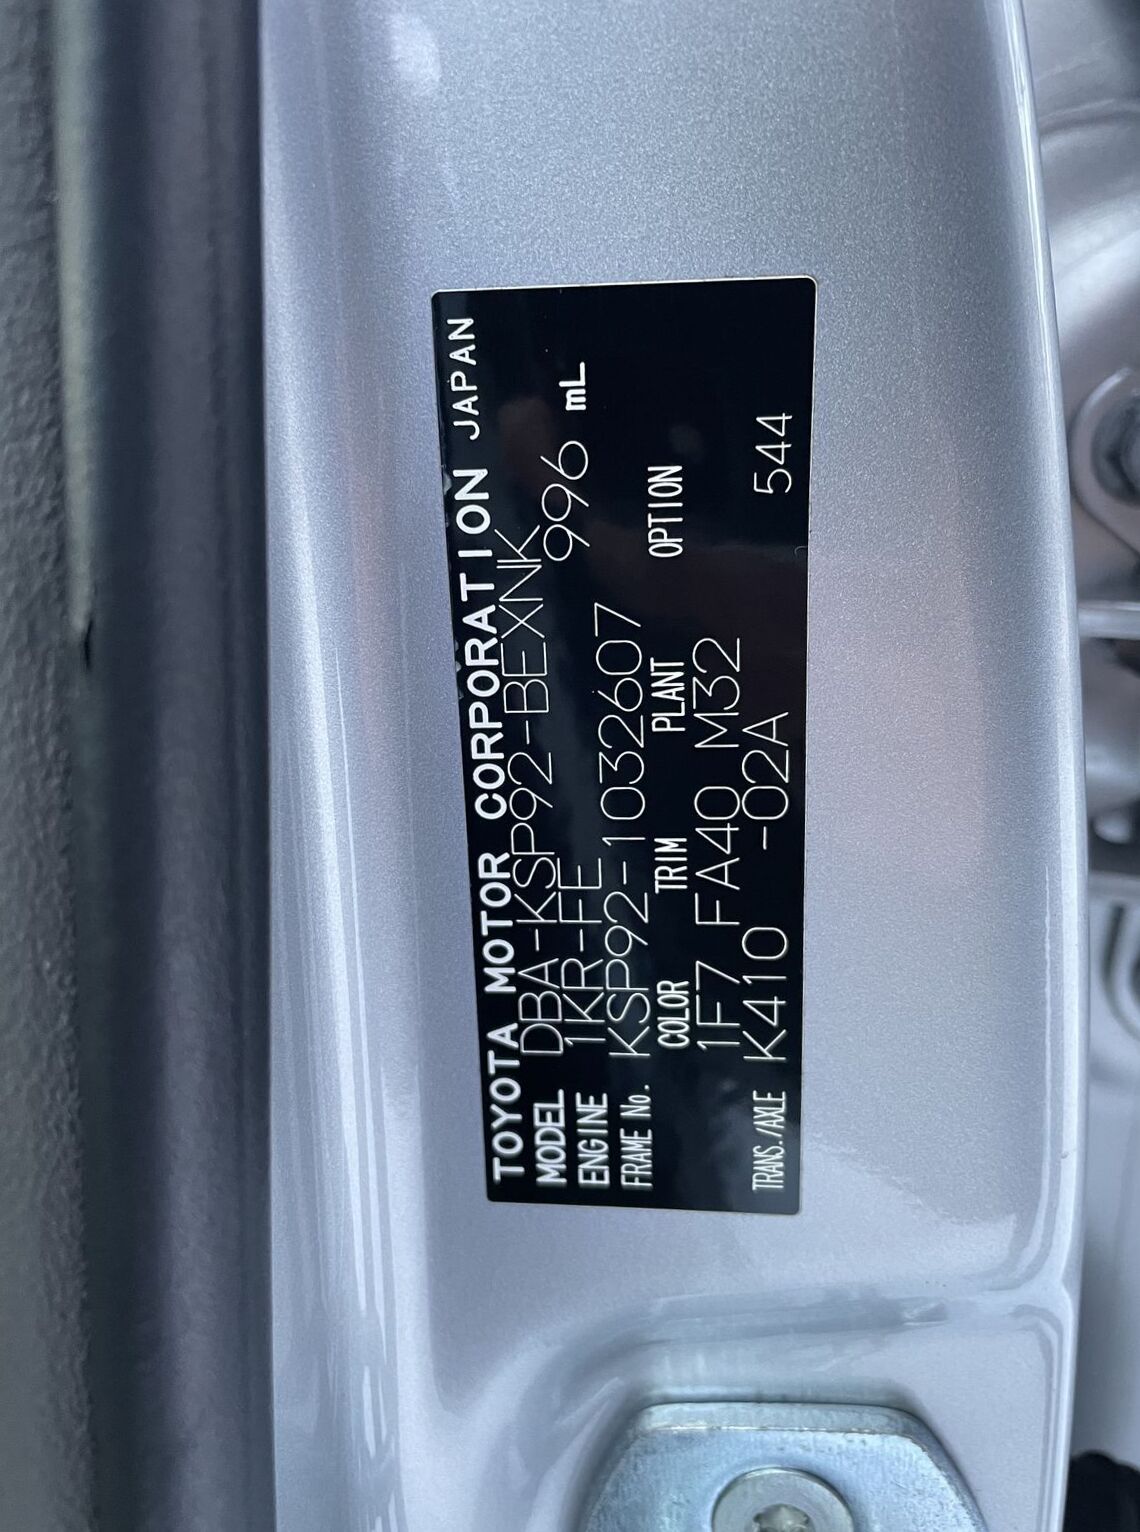 TOYOTA MOTOR CORPORATION JAPAN
MODEL DBA-KSP92-BEXNK
ENGINE 1KR-FE 996 mL
FRAME No. KSP92-1032607
COLOR TRIM PLANT OPTION
1F7 FA40 M32
TRANS./AXLE K410 -02A 544